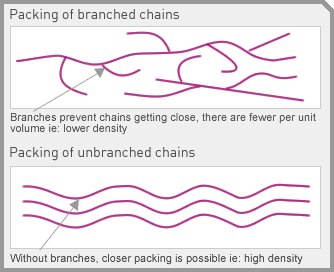 Packing of branched chains
Branches prevent chains getting close, there are fewer per unit
volume ie: lower density
Packing of unbranched chains
Without branches, closer packing is possible ie: high density